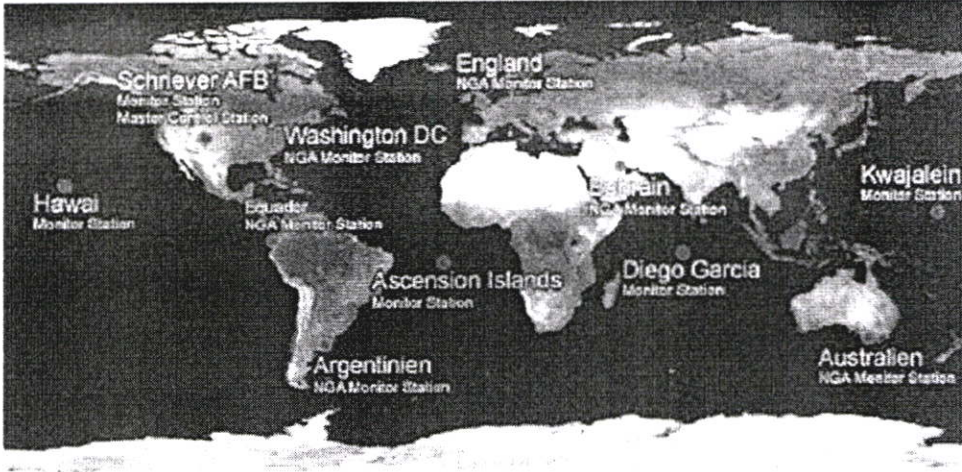 England
NGA Monitor Station
Schriever AFB
Monitor Station
Master Control Station
Washington DC
NGA Monitor Station
Kwajalein
Monitor Station
Bahrain
NGA Monitor Station
Hawai
Monitor Station
Equador
NGA Monitor Station
Ascension Islands
Monitor Station
Diego Garcia
Monitor Station
Argentinien
NGA Monitor Station
Australien
NGA Monitor Station